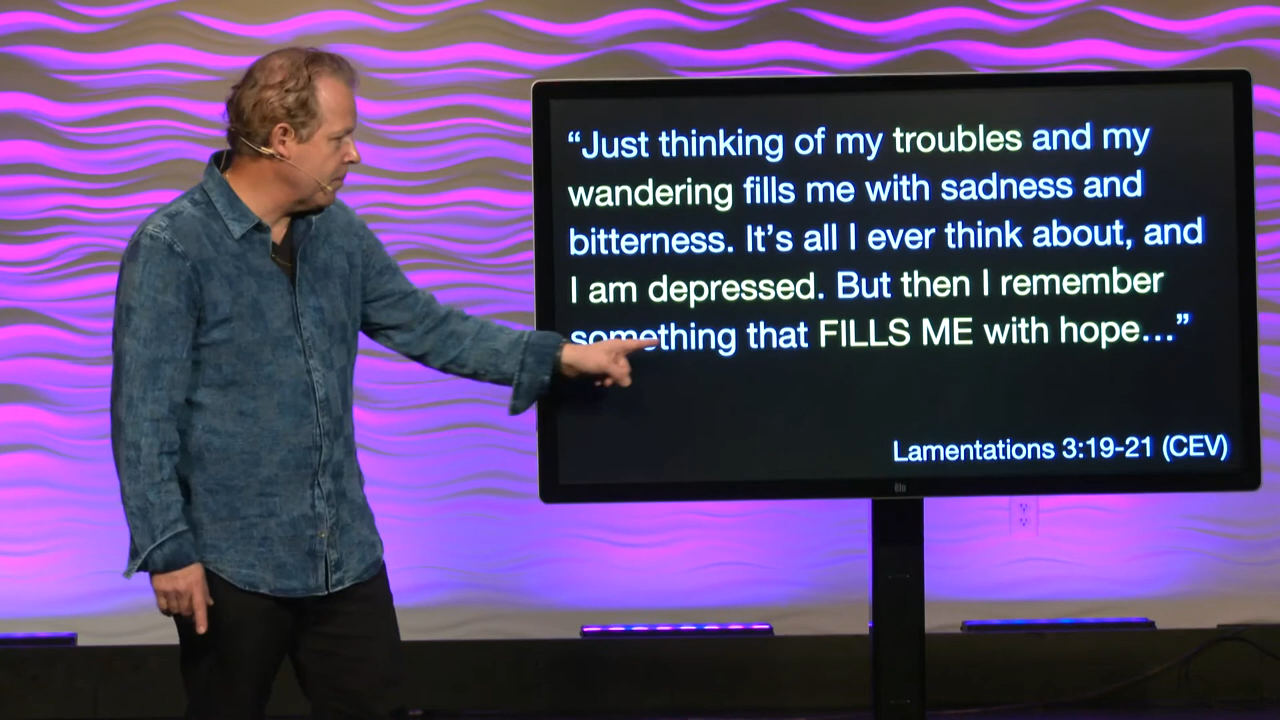 “Just thinking of my troubles and my
wandering fills me with sadness and
bitterness. It’s all I ever think about, and
I am depressed. But then I remember
something that FILLS ME with hope…”
Lamentations 3:19-21 (CEV)
elo